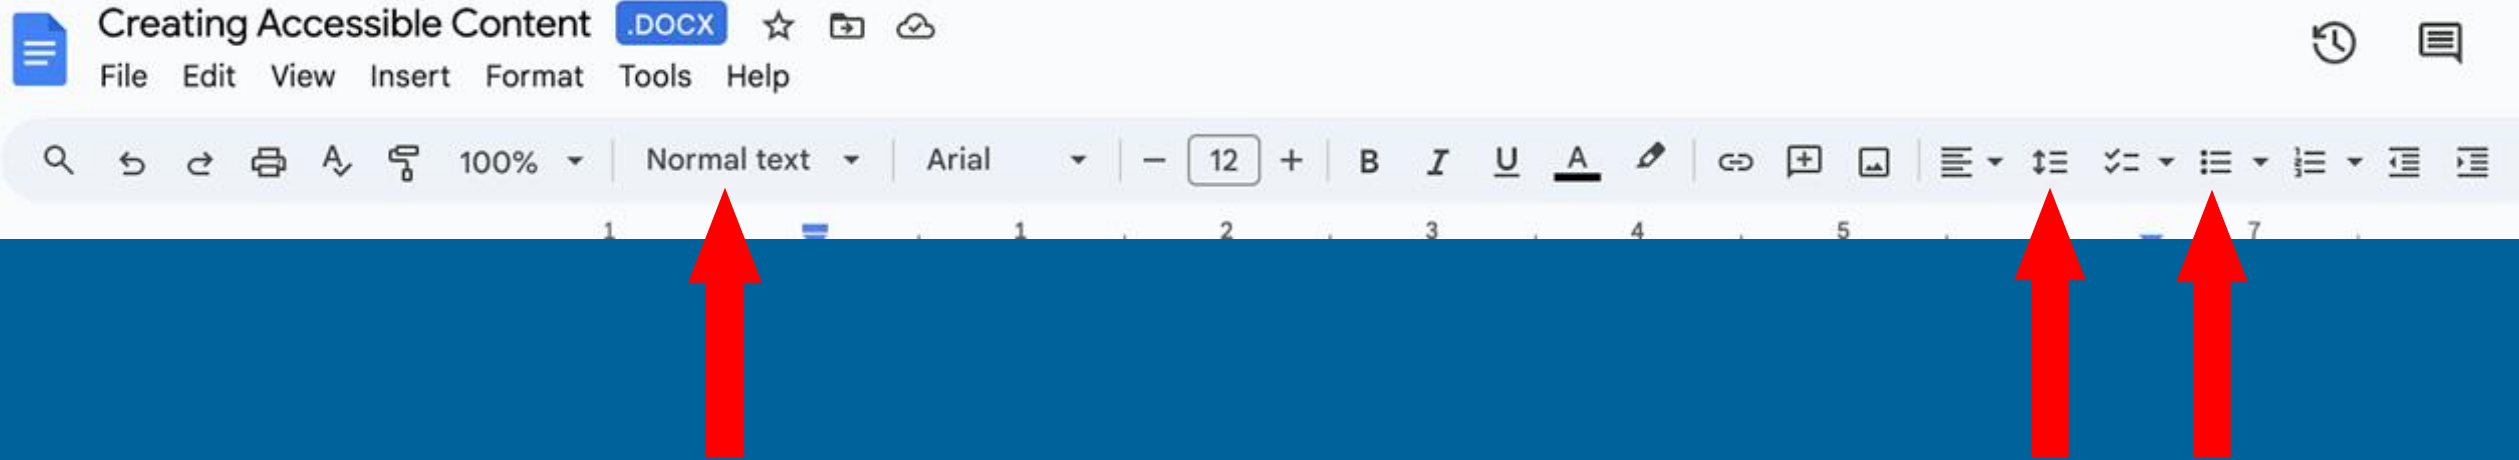 Creating Accessible Content .DOCX
File Edit View Insert Format Tools Help
100% Normal text Arial − 12 + B I U A
1 1 2 3 4 5 7